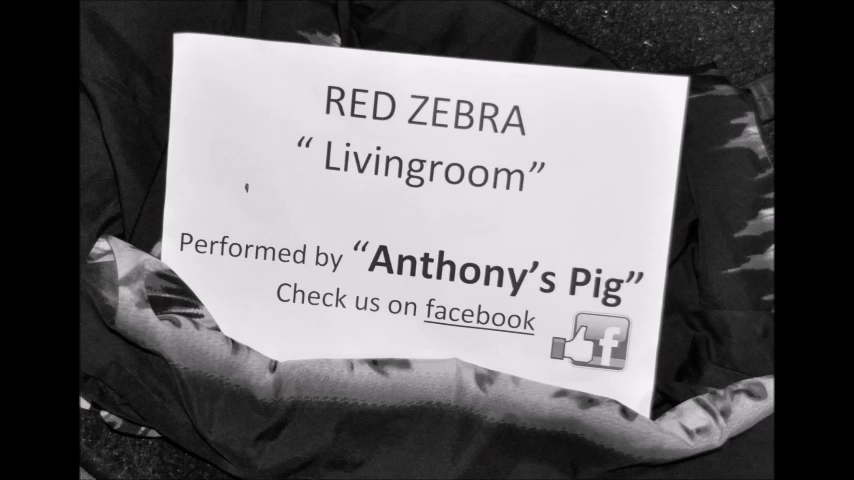 RED ZEBRA
“ Livingroom”
Performed by “Anthony’s Pig”
Check us on facebook
f